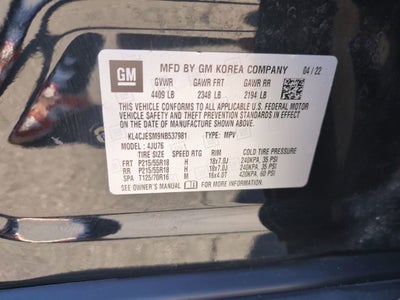 GM
MFD BY GM KOREA COMPANY 04/22
GVWR GAWR FRT GAWR RR
4409 LB 2348 LB 2194 LB
THIS VEHICLE CONFORMS TO ALL APPLICABLE U.S. FEDERAL MOTOR
VEHICLE SAFETY AND THEFT PREVENTION STANDARDS IN EFFECT ON
THE DATE OF MANUFACTURE SHOWN ABOVE.
KL4CJESM9NB537981 TYPE: MPV
MODEL: 4JU76
TIRE SIZE SPEED RTG RIM COLD TIRE PRESSURE
FRT P215/55R18 H 18x7.0J 240KPA, 35 PSI
RR P215/55R18 H 18x7.0J 240KPA, 35 PSI
SPA T125/70R16 M 16x4.0T 420KPA, 60 PSI
SEE OWNER'S MANUAL FOR MORE INFORMATION.